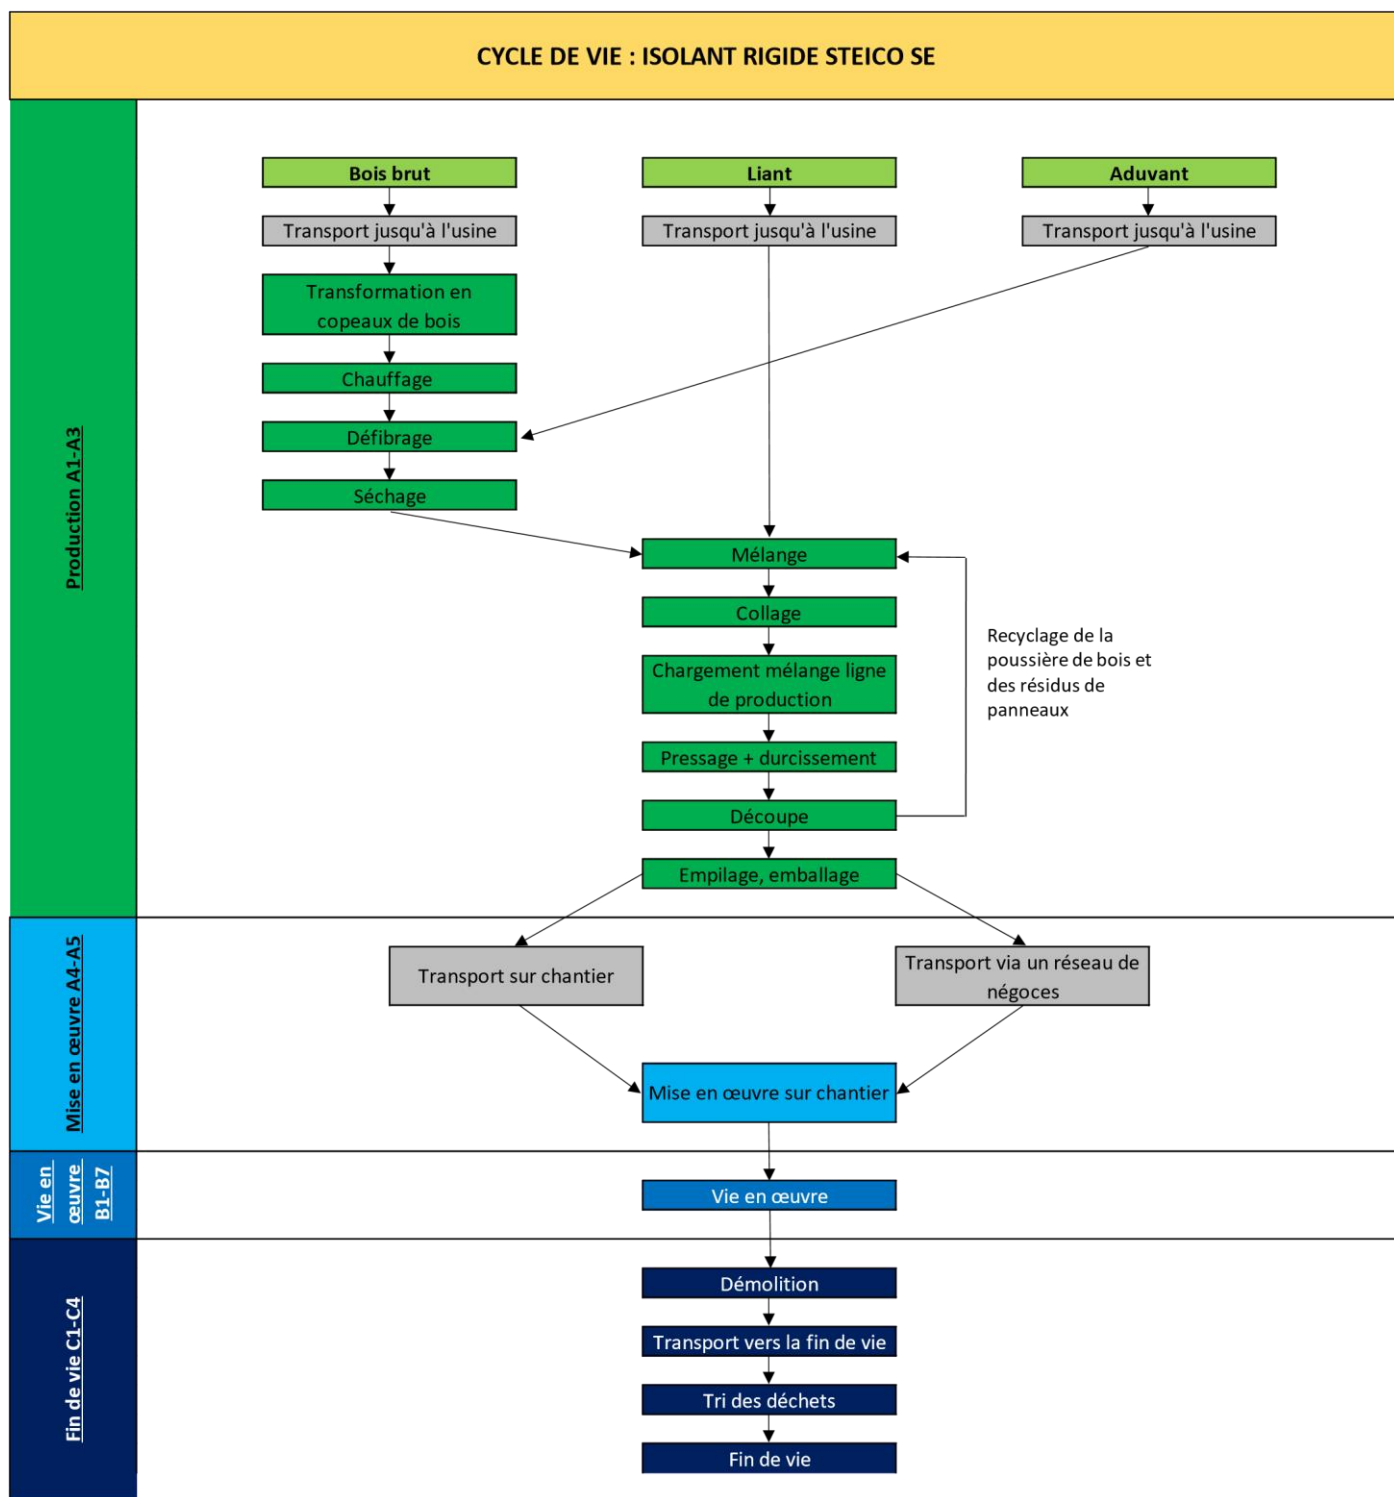 CYCLE DE VIE : ISOLANT RIGIDE STEICO SE
Production A1-A3
Bois brut
Liant
Aduvant
Transport jusqu'à l'usine
Transport jusqu'à l'usine
Transport jusqu'à l'usine
Transformation en
copeaux de bois
Chauffage
Défibrage
Séchage
Mélange
Collage
Chargement mélange ligne
de production
Pressage + durcissement
Découpe
Empilage, emballage
Recyclage de la
poussière de bois et
des résidus de
panneaux
Mise en œuvre A4-A5
Transport sur chantier
Transport via un réseau de
négoces
Mise en œuvre sur chantier
Vie en
œuvre
B1-B7
Vie en œuvre
Fin de vie C1-C4
Démolition
Transport vers la fin de vie
Tri des déchets
Fin de vie